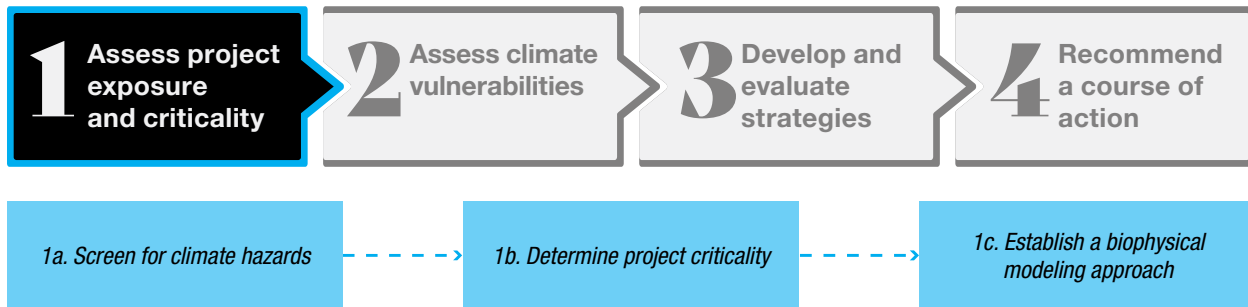 1 Assess project
exposure
and criticality
2 Assess climate
vulnerabilities
3 Develop and
evaluate
strategies
4 Recommend
a course of
action
1a. Screen for climate hazards
1b. Determine project criticality
1c. Establish a biophysical
modeling approach